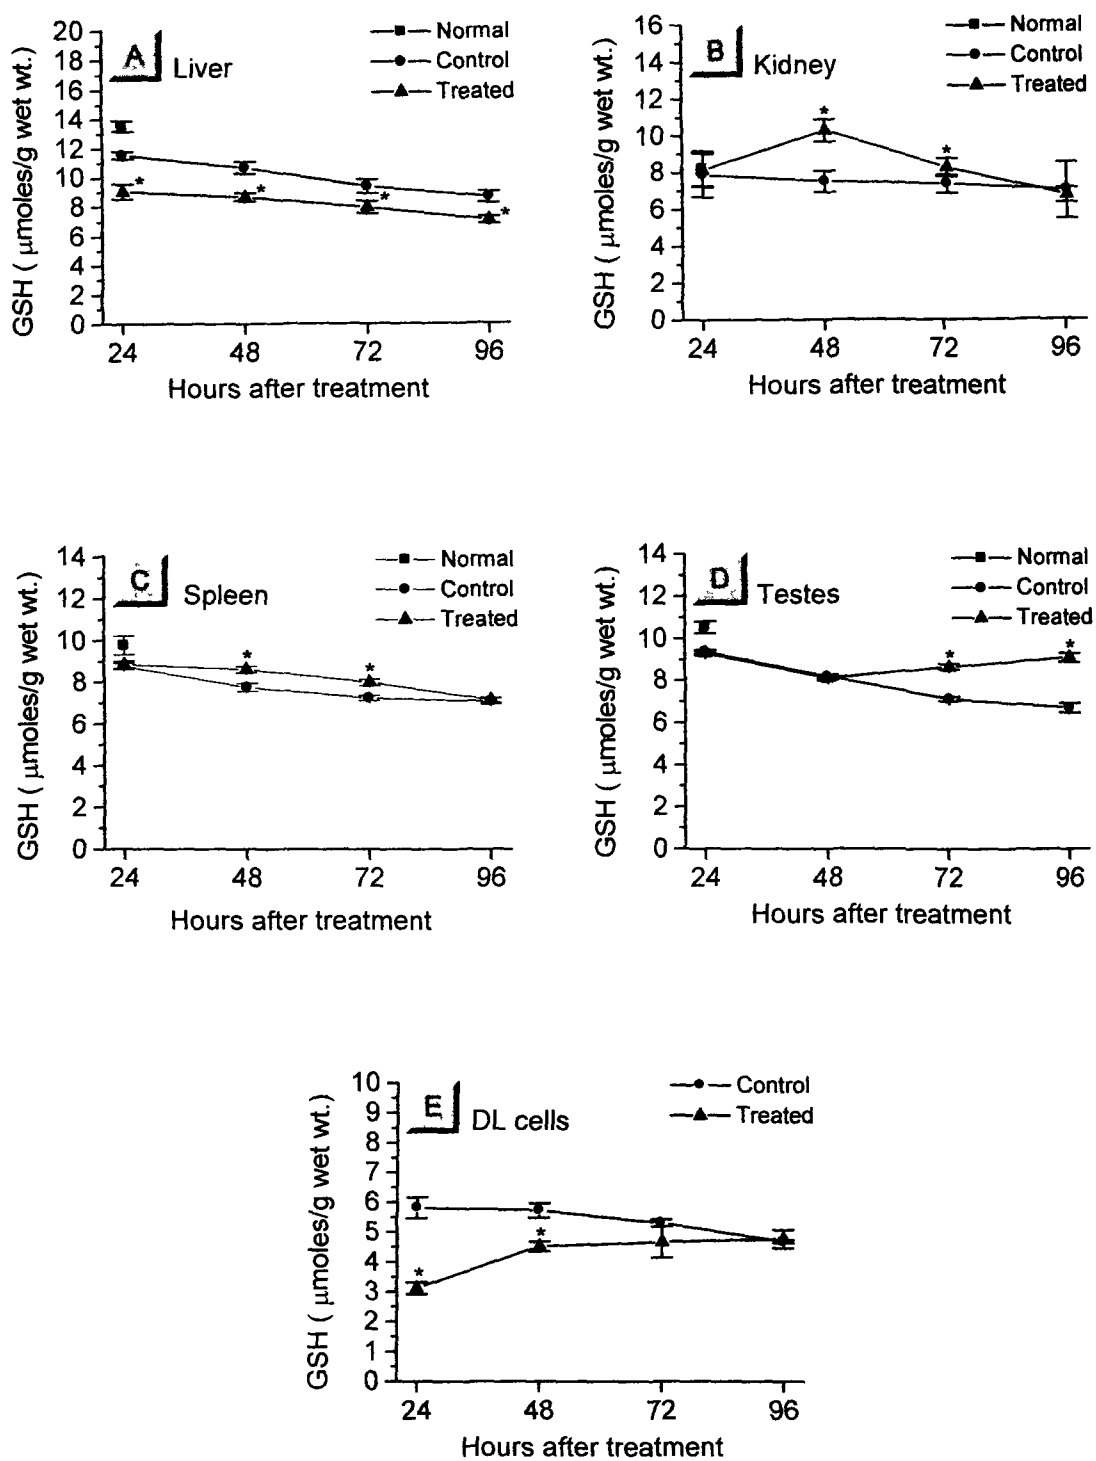 A Liver
Normal
Control
Treated
GSH ( µmoles/g wet wt.)
20
18
16
14
12
10
8
6
4
2
0
24 48 72 96
Hours after treatment
B Kidney
Normal
Control
Treated
GSH ( µmoles/g wet wt.)
16
14
12
10
8
6
4
2
0
* *
24 48 72 96
Hours after treatment
C Spleen
Normal
Control
Treated
GSH ( µmoles/g wet wt.)
14
12
10
8
6
4
2
0
* *
24 48 72 96
Hours after treatment
D Testes
Normal
Control
Treated
GSH ( µmoles/g wet wt.)
14
12
10
8
6
4
2
0
* *
24 48 72 96
Hours after treatment
E DL cells
Control
Treated
GSH ( µmoles/g wet wt.)
10
9
8
7
6
5
4
3
2
1
0
* *
24 48 72 96
Hours after treatment